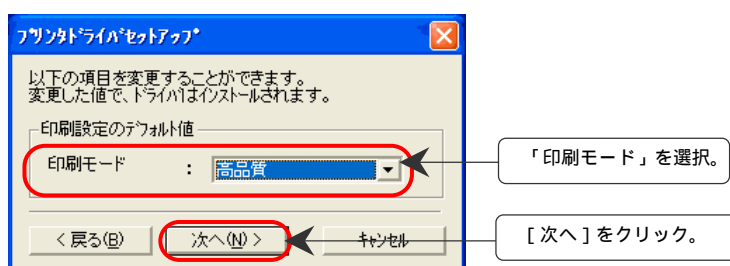 プリンタドライバセットアップ
以下の項目を変更することができます。
変更した値で、ドライバはインストールされます。
印刷設定のデフォルト値
印刷モード : 高品質
「印刷モード」を選択。
< 戻る(B) 次へ(N) > キャンセル
[次へ]をクリック。